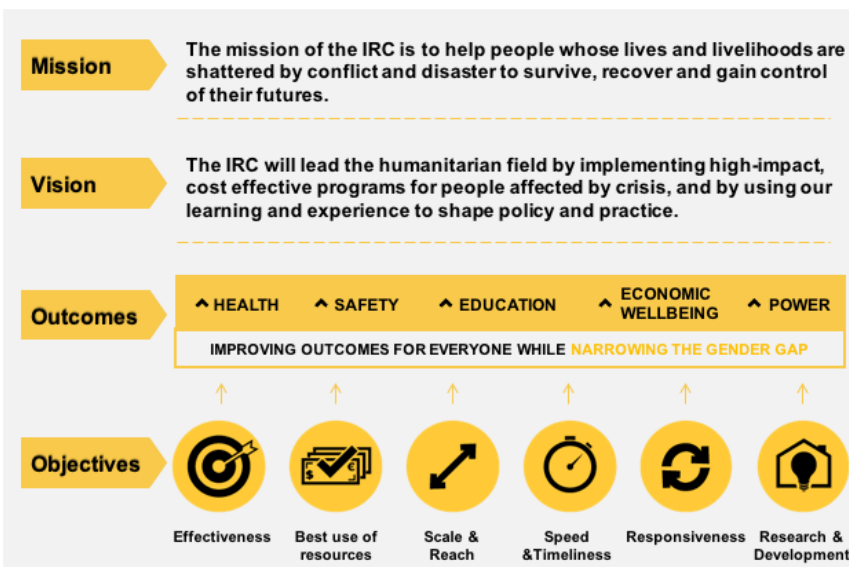 Mission
The mission of the IRC is to help people whose lives and livelihoods are
shattered by conflict and disaster to survive, recover and gain control
of their futures.
Vision
The IRC will lead the humanitarian field by implementing high-impact,
cost effective programs for people affected by crisis, and by using our
learning and experience to shape policy and practice.
Outcomes
HEALTH
SAFETY
EDUCATION
ECONOMIC
WELLBEING
POWER
IMPROVING OUTCOMES FOR EVERYONE WHILE NARROWING THE GENDER GAP
Objectives
$ €
Effectiveness
Best use of
resources
Scale &
Reach
Speed
&Timeliness
Responsiveness
Research &
Development